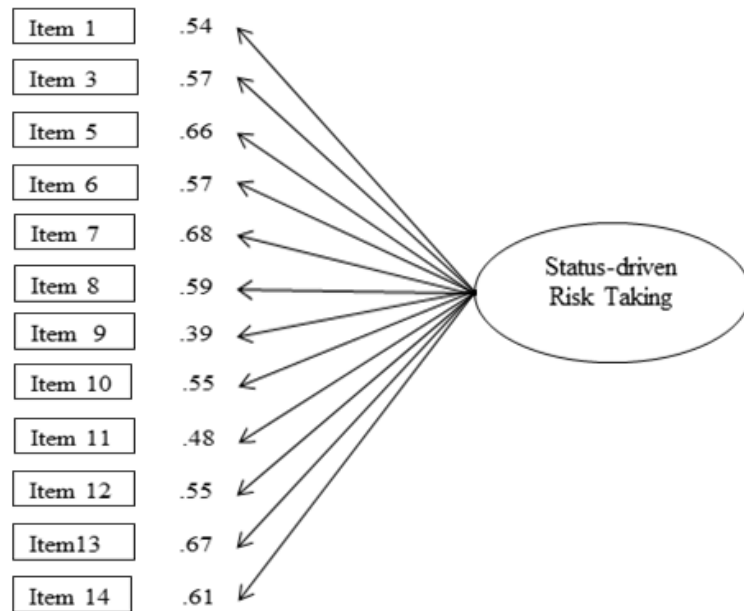 Item 1 .54
Item 3 .57
Item 5 .66
Item 6 .57
Item 7 .68
Item 8 .59
Item 9 .39
Item 10 .55
Item 11 .48
Item 12 .55
Item13 .67
Item 14 .61
Status-driven
Risk Taking